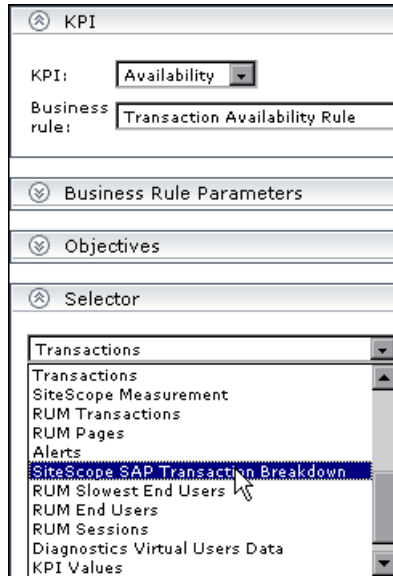 KPI
KPI: Availability
Business rule: Transaction Availability Rule
Business Rule Parameters
Objectives
Selector
Transactions
Transactions
SiteScope Measurement
RUM Transactions
RUM Pages
Alerts
SiteScope SAP Transaction Breakdown
RUM Slowest End Users
RUM End Users
RUM Sessions
Diagnostics Virtual Users Data
KPI Values